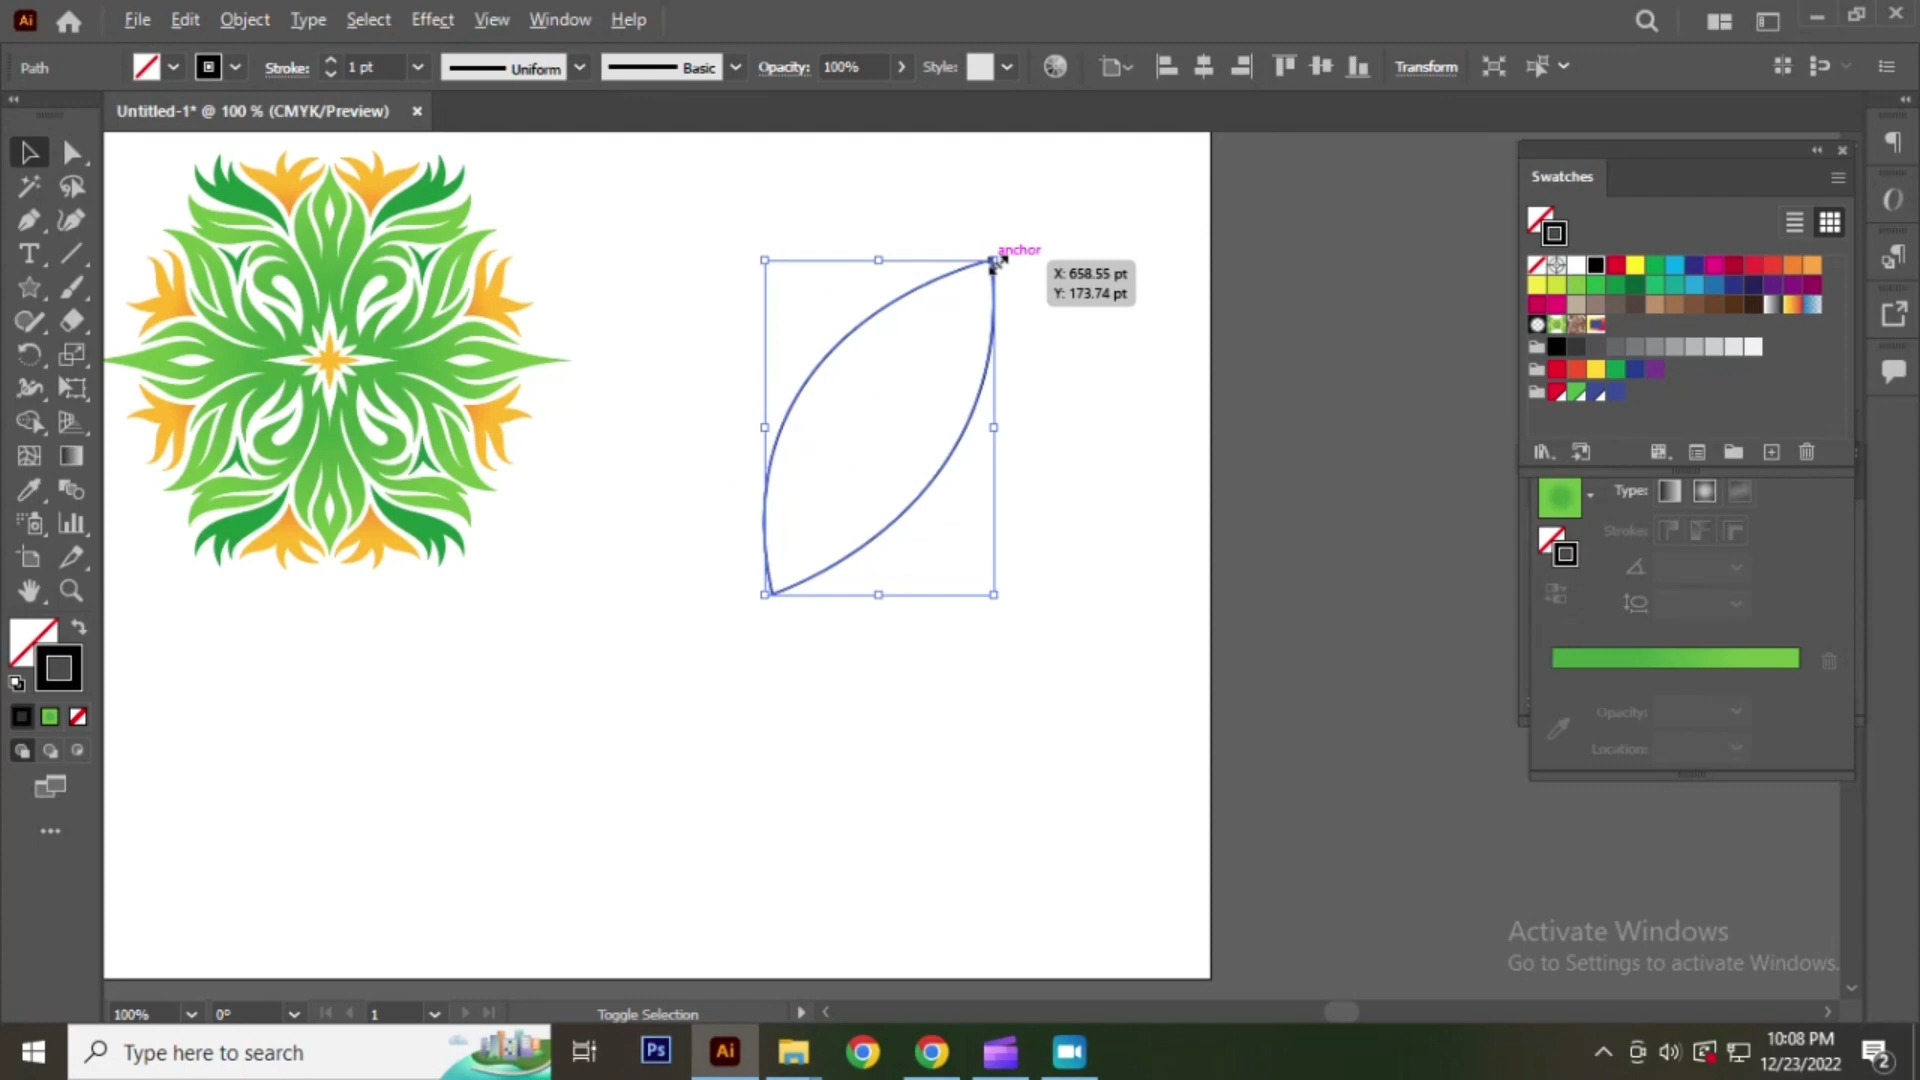 Ai File Edit Object Type Select Effect View Window Help
Path Stroke: 1 pt Uniform Basic Opacity: 100% Style: Transform
Untitled-1* @ 100 % (CMYK/Preview)
Swatches
anchor
X: 658.55 pt
Y: 173.74 pt
Type:
Stroke:
Opacity:
Location:
Activate Windows
Go to Settings to activate Windows.
100% 0° 1 Toggle Selection
Type here to search
Ps
Ai
10:08 PM
12/23/2022
2